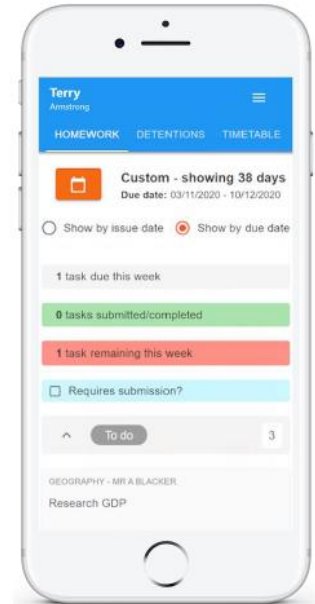 Terry
Armstrong
HOMEWORK DETENTIONS TIMETABLE
Custom - showing 38 days
Due date: 03/11/2020 - 10/12/2020
Show by issue date Show by due date
1 task due this week
0 tasks submitted/completed
1 task remaining this week
Requires submission?
To do 3
GEOGRAPHY - MR A BLACKER
Research GDP